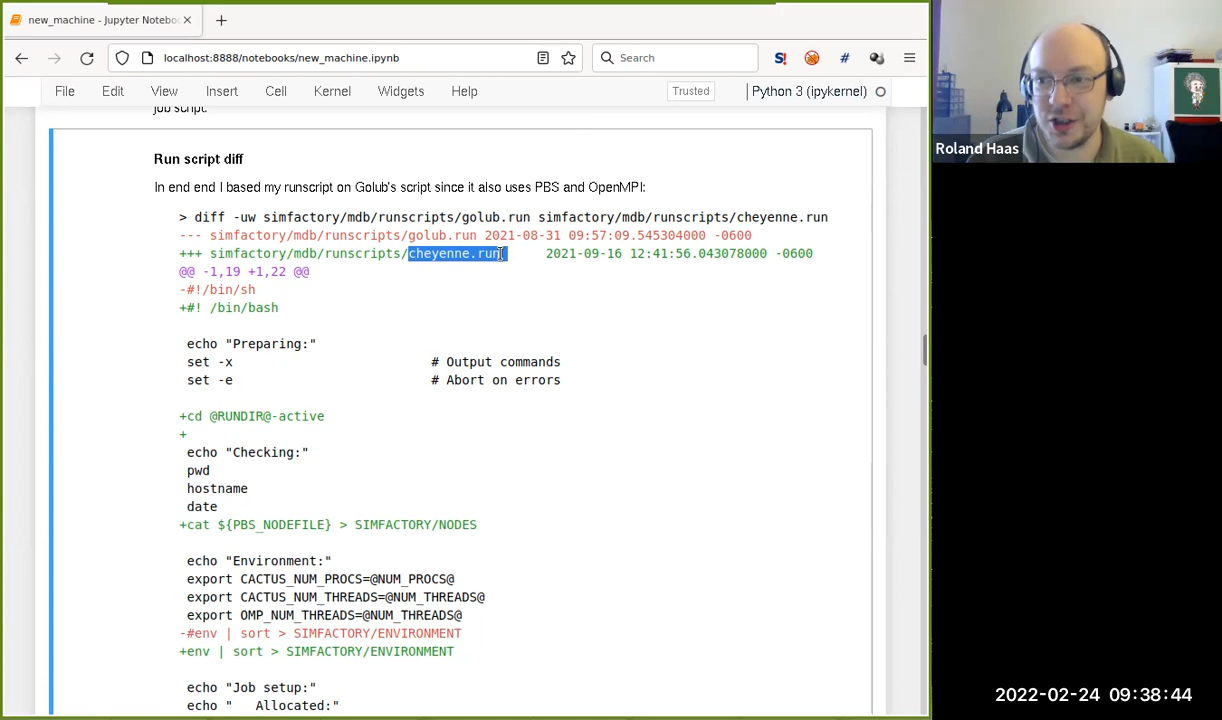 new_machine - Jupyter Notebo
localhost:8888/notebooks/new_machine.ipynb
Search
S!
#
File Edit View Insert Cell Kernel Widgets Help
Trusted
Python 3 (ipykernel)
job script.
Run script diff
In end end I based my runscript on Golub's script since it also uses PBS and OpenMPI:
> diff -uw simfactory/mdb/runscripts/golub.run simfactory/mdb/runscripts/cheyenne.run
--- simfactory/mdb/runscripts/golub.run 2021-08-31 09:57:09.545304000 -0600
+++ simfactory/mdb/runscripts/cheyenne.run 2021-09-16 12:41:56.043078000 -0600
@@ -1,19 +1,22 @@
-#!/bin/sh
+#! /bin/bash
echo "Preparing:"
set -x # Output commands
set -e # Abort on errors
+cd @RUNDIR@-active
+
echo "Checking:"
pwd
hostname
date
+cat ${PBS_NODEFILE} > SIMFACTORY/NODES
echo "Environment:"
export CACTUS_NUM_PROCS=@NUM_PROCS@
export CACTUS_NUM_THREADS=@NUM_THREADS@
export OMP_NUM_THREADS=@NUM_THREADS@
-#env | sort > SIMFACTORY/ENVIRONMENT
+env | sort > SIMFACTORY/ENVIRONMENT
echo "Job setup:"
echo "   Allocated:"
Roland Haas
2022-02-24 09:38:44